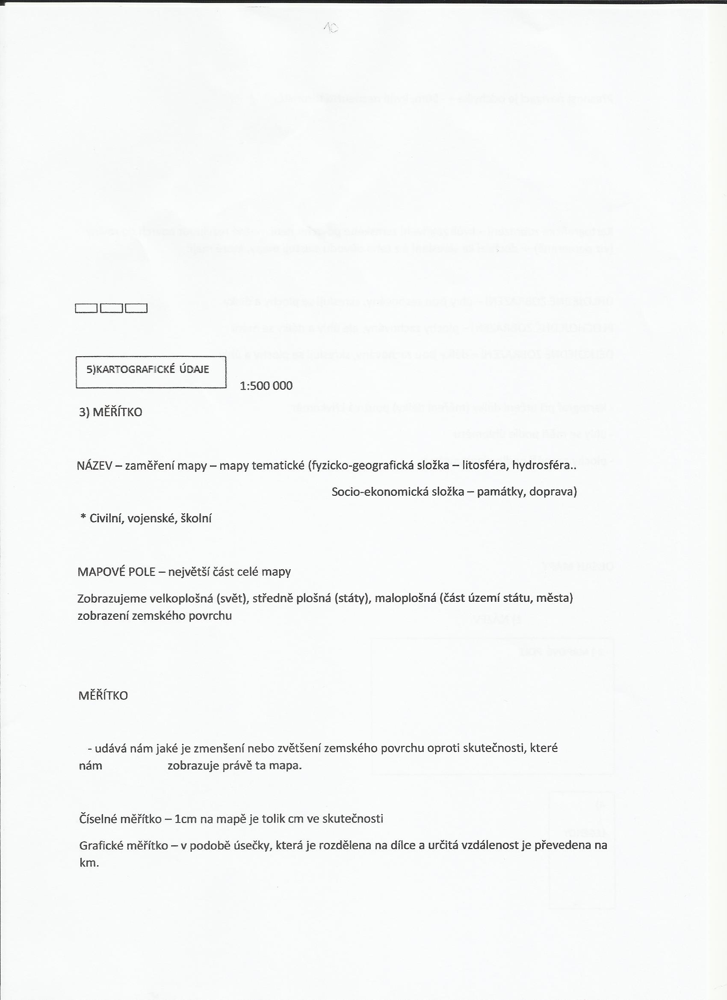 10
5)KARTOGRAFICKÉ ÚDAJE
1:500 000
3) MĚŘÍTKO
NÁZEV – zaměření mapy – mapy tematické (fyzicko-geografická složka – litosféra, hydrosféra..
Socio-ekonomická složka – památky, doprava)
* Civilní, vojenské, školní
MAPOVÉ POLE – největší část celé mapy
Zobrazujeme velkoplošná (svět), středně plošná (státy), maloplošná (část území státu, města)
zobrazení zemského povrchu
MĚŘÍTKO
- udává nám jaké je zmenšení nebo zvětšení zemského povrchu oproti skutečnosti, které
nám zobrazuje právě ta mapa.
Číselné měřítko – 1cm na mapě je tolik cm ve skutečnosti
Grafické měřítko – v podobě úsečky, která je rozdělena na dílce a určitá vzdálenost je převedena na
km.